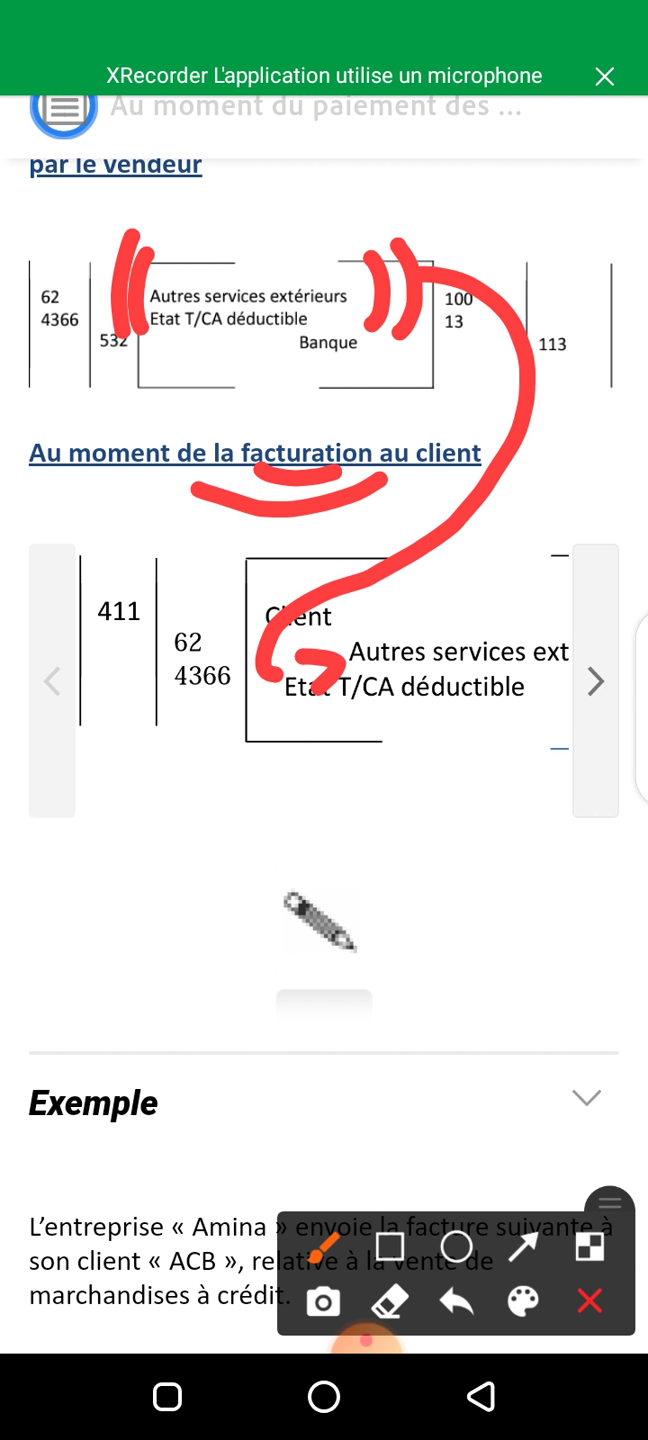 XRecorder L'application utilise un microphone
Au moment du paiement des ...
par le vendeur
62 Autres services extérieurs 100
4366 Etat T/CA déductible 13
532 Banque 113
Au moment de la facturation au client
411 Client
62 Autres services ext
4366 Etat T/CA déductible
Exemple
L’entreprise « Amina » envoie la facture suivante à
son client « ACB », relative à la vente de
marchandises à crédit.